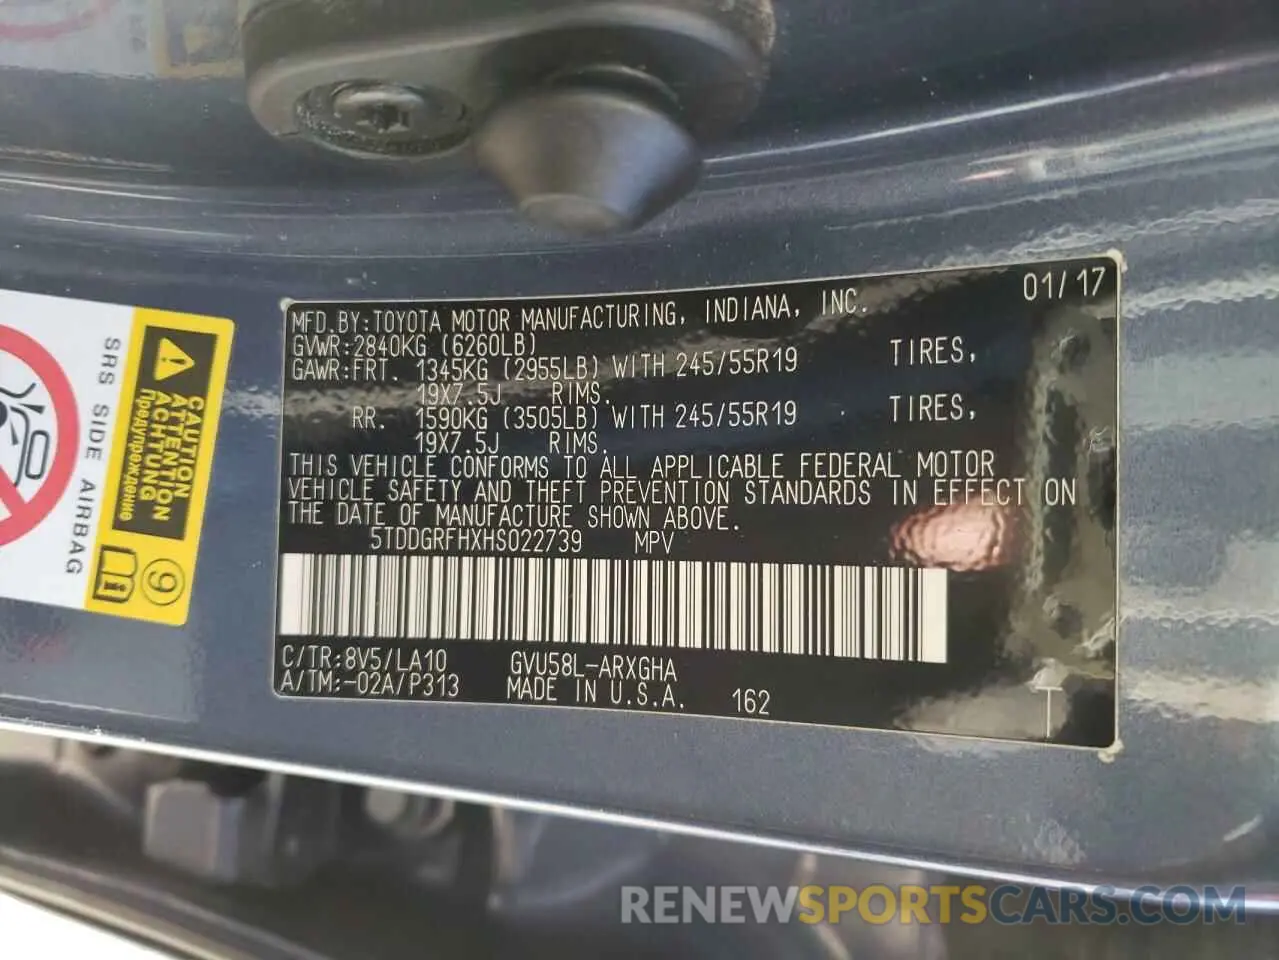 01/17
MFD.BY:TOYOTA MOTOR MANUFACTURING, INDIANA, INC.
GVWR:2840KG (6260LB)
GAWR:FRT. 1345KG (2955LB) WITH 245/55R19 TIRES,
19X7.5J RIMS.
RR. 1590KG (3505LB) WITH 245/55R19 TIRES,
19X7.5J RIMS.
THIS VEHICLE CONFORMS TO ALL APPLICABLE FEDERAL MOTOR
VEHICLE SAFETY AND THEFT PREVENTION STANDARDS IN EFFECT ON
THE DATE OF MANUFACTURE SHOWN ABOVE.
5TDDGRFHXHS022739 MPV
C/TR:8V5/LA10 GVU58L-ARXGHA
A/TM:-02A/P313 MADE IN U.S.A. 162
CAUTION
ATTENTION
ACHTUNG
Предупреждение
9
SRS SIDE AIRBAG
RENEWSPORTSCARS.COM